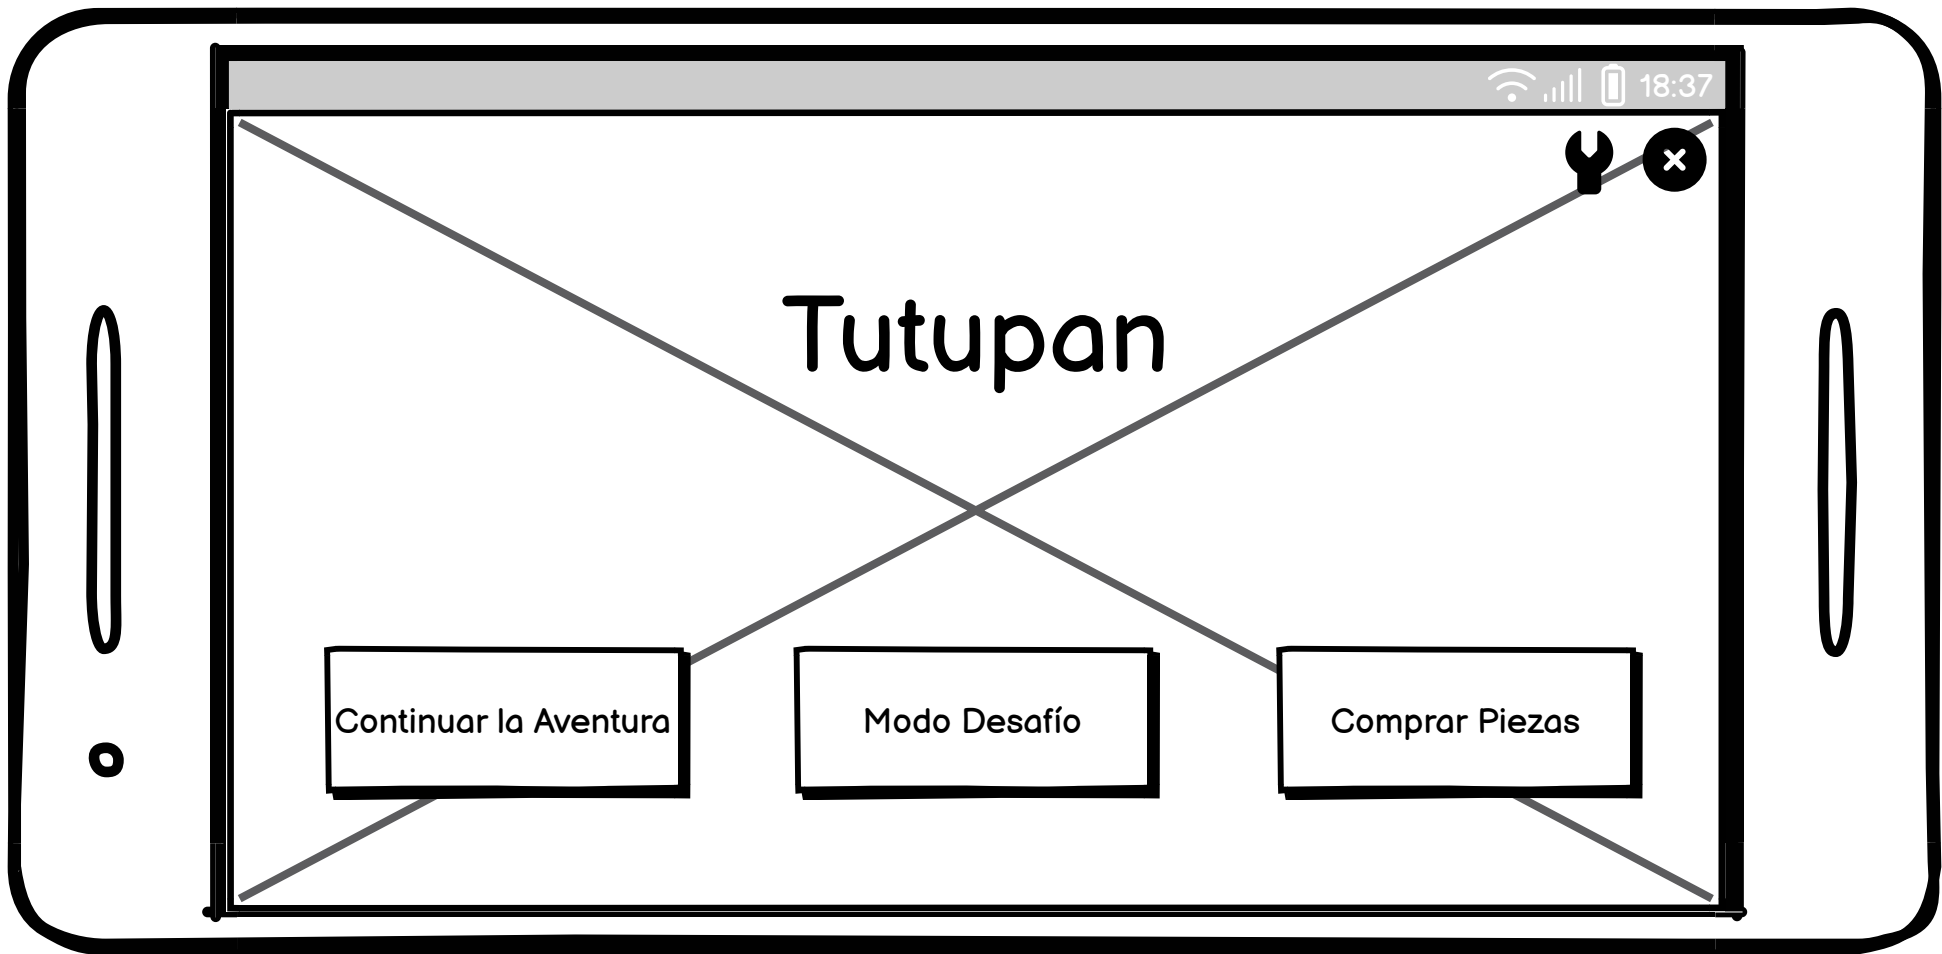 18:37
Tutupan
Continuar la Aventura
Modo Desafío
Comprar Piezas